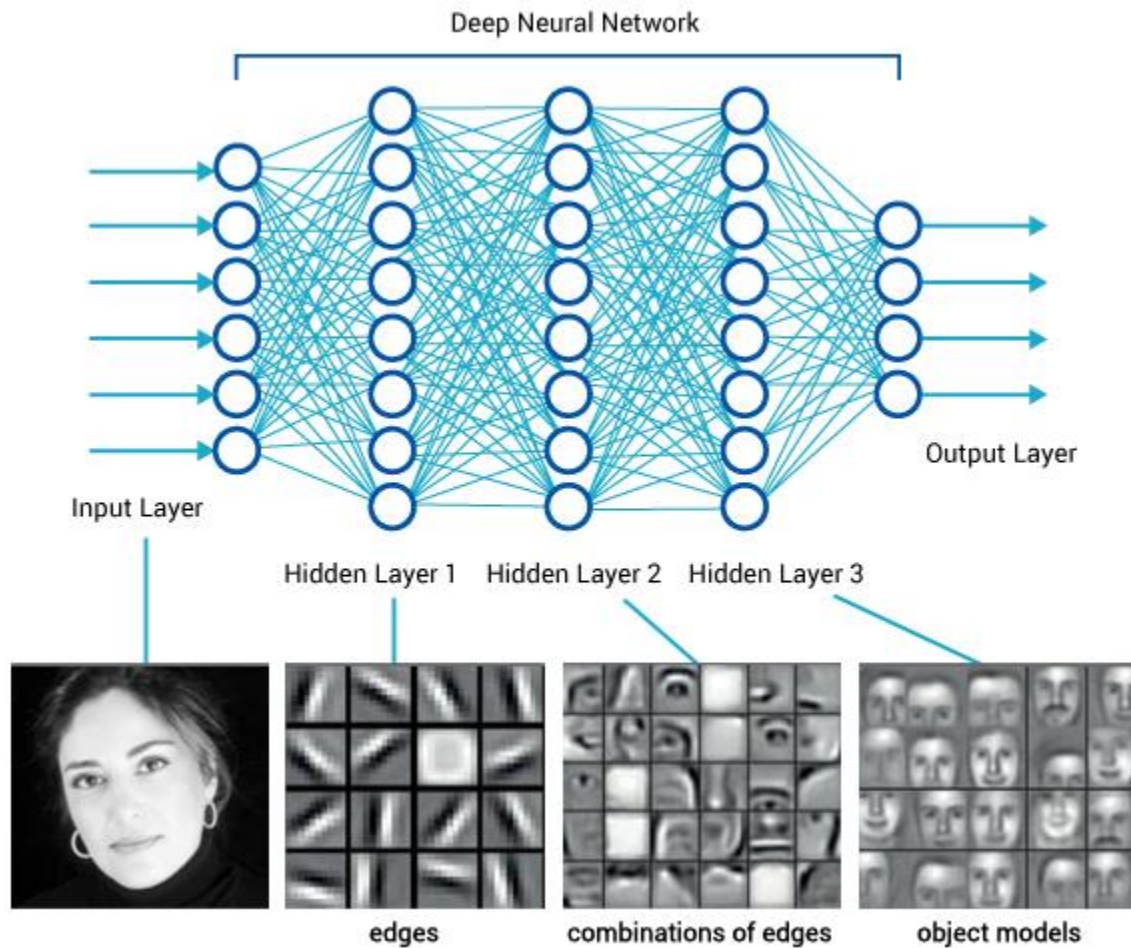 Deep Neural Network
Output Layer
Input Layer
Hidden Layer 1
Hidden Layer 2
Hidden Layer 3
edges
combinations of edges
object models